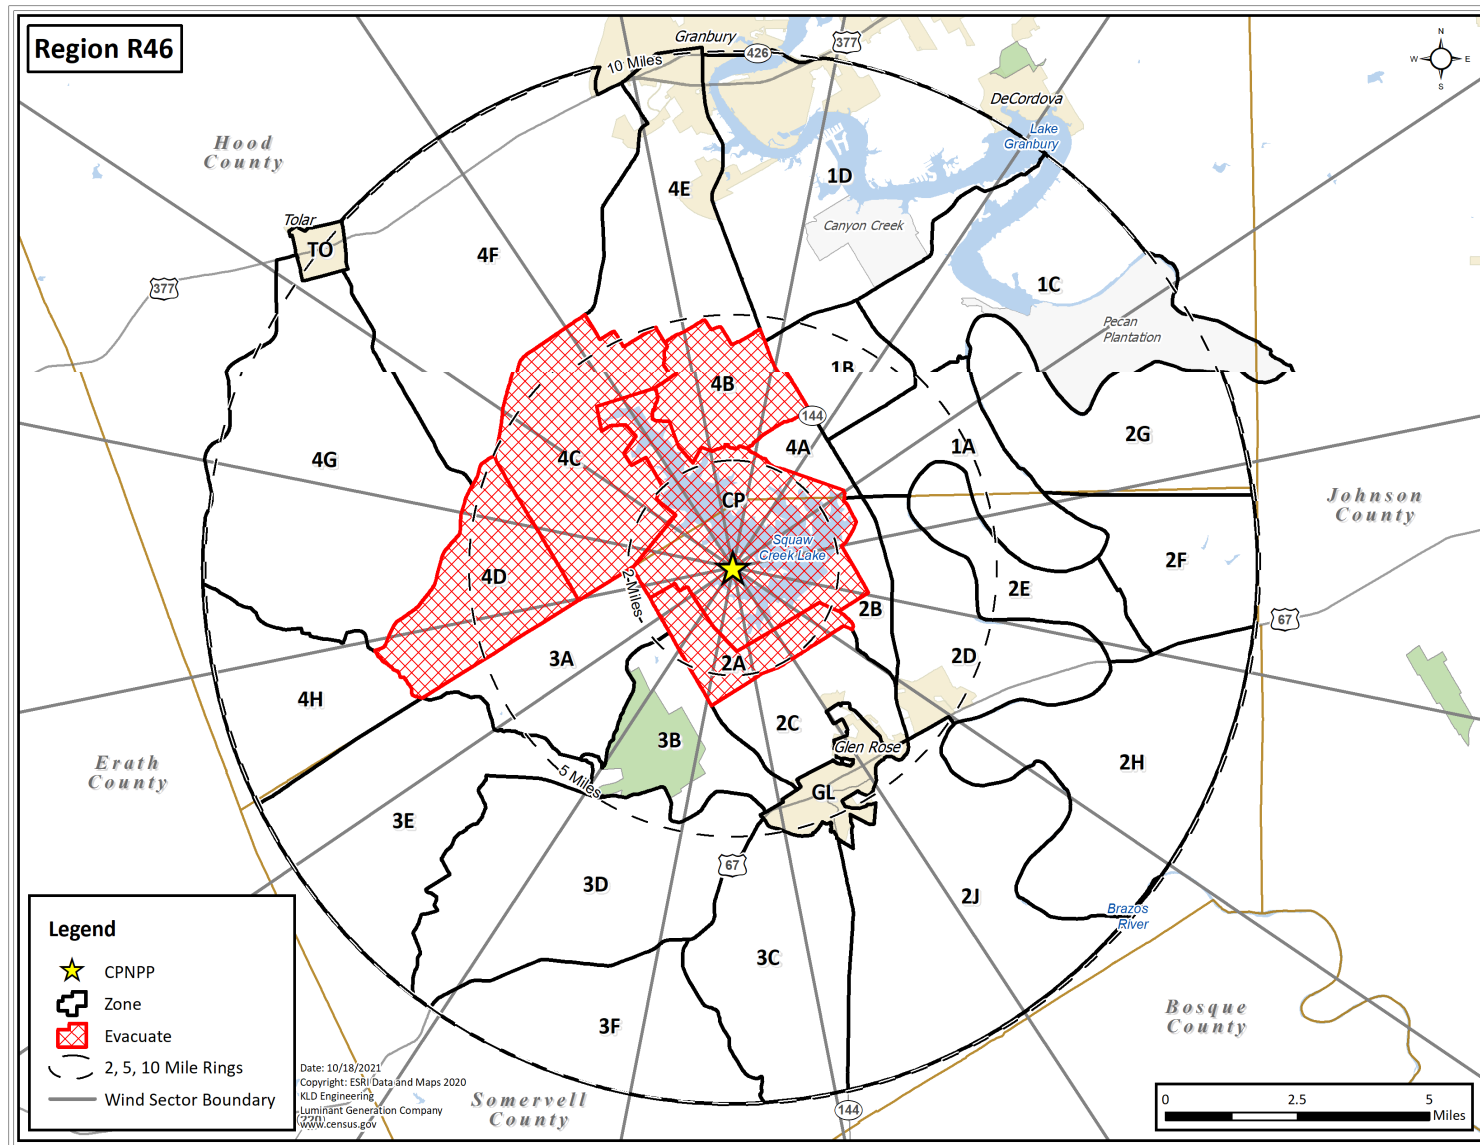 Region R46
Granbury
426
377
10 Miles
N
W
E
S
DeCordova
Lake
Granbury
Hood
County
4E
1D
Tolar
TO
Canyon Creek
4F
377
1C
Pecan
Plantation
1B
4B
144
4A
1A
2G
4G
4C
CP
Johnson
County
Squaw
Creek Lake
2F
4D
2-Miles
2E
2B
67
3A
2A
2D
4H
2C
3B
Glen Rose
Erath
County
5 Miles
2H
GL
3E
67
3D
2J
Brazos
River
3C
Bosque
County
3F
Legend
CPNPP
Zone
Evacuate
2, 5, 10 Mile Rings
Wind Sector Boundary
Date: 10/18/2021
Copyright: ESRI Data and Maps 2020
KLD Engineering
Luminant Generation Company
www.census.gov
Somervell
County
144
0
2.5
5
Miles